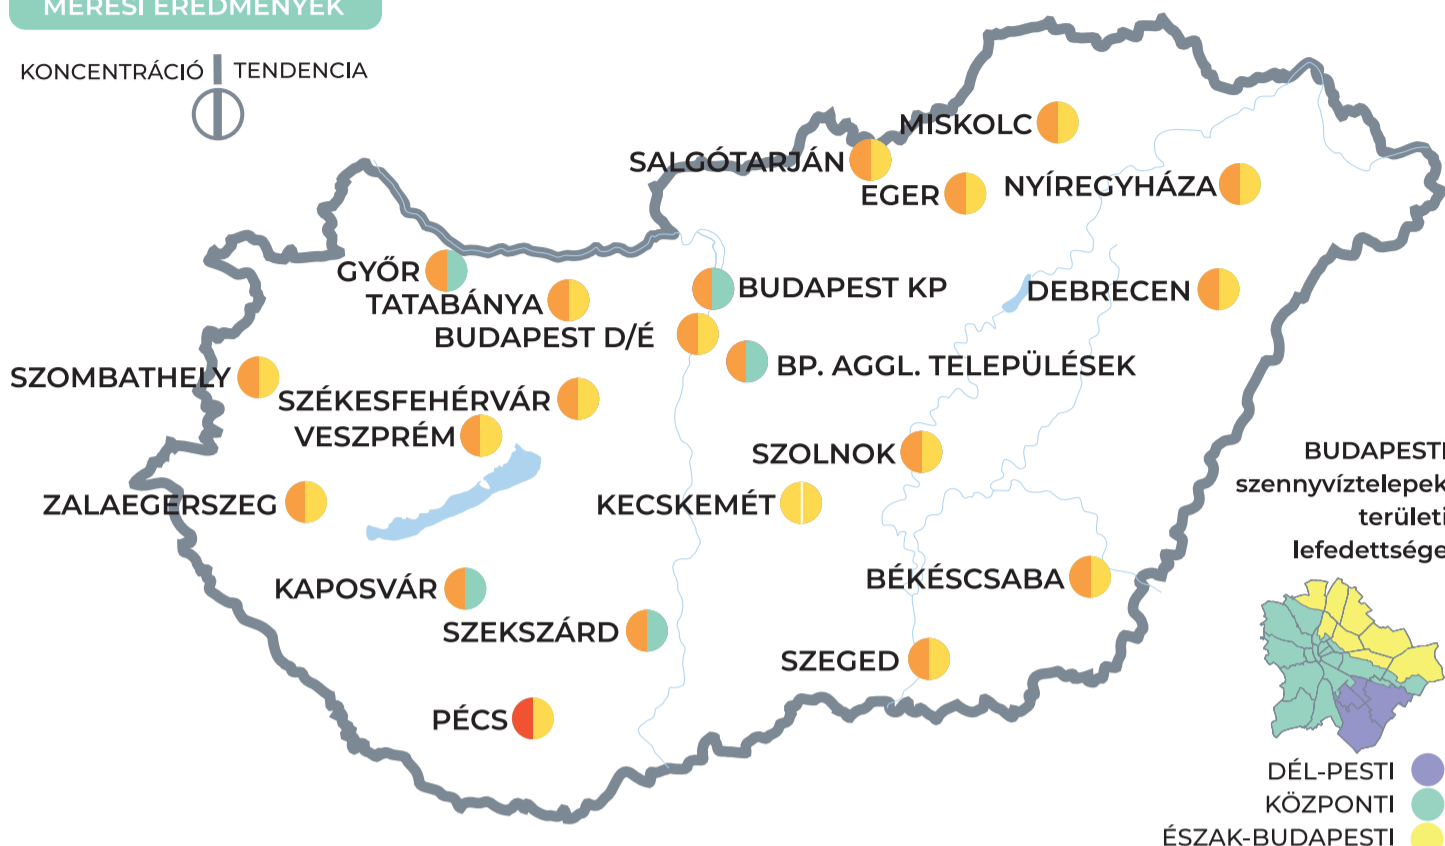 MÉRÉSI EREDMÉNYEK
KONCENTRÁCIÓ TENDENCIA
MISKOLC
SALGÓTARJÁN
EGER
NYÍREGYHÁZA
GYŐR
TATABÁNYA
BUDAPEST KP
DEBRECEN
BUDAPEST D/É
BP. AGGL. TELEPÜLÉSEK
SZOMBATHELY
SZÉKESFEHÉRVÁR
VESZPRÉM
SZOLNOK
ZALAEGERSZEG
KECSKEMÉT
BÉKÉSCSABA
KAPOSVÁR
SZEKSZÁRD
SZEGED
PÉCS
BUDAPESTI
szennyvíztelepek
területi
lefedettsége
DÉL-PESTI
KÖZPONTI
ÉSZAK-BUDAPESTI